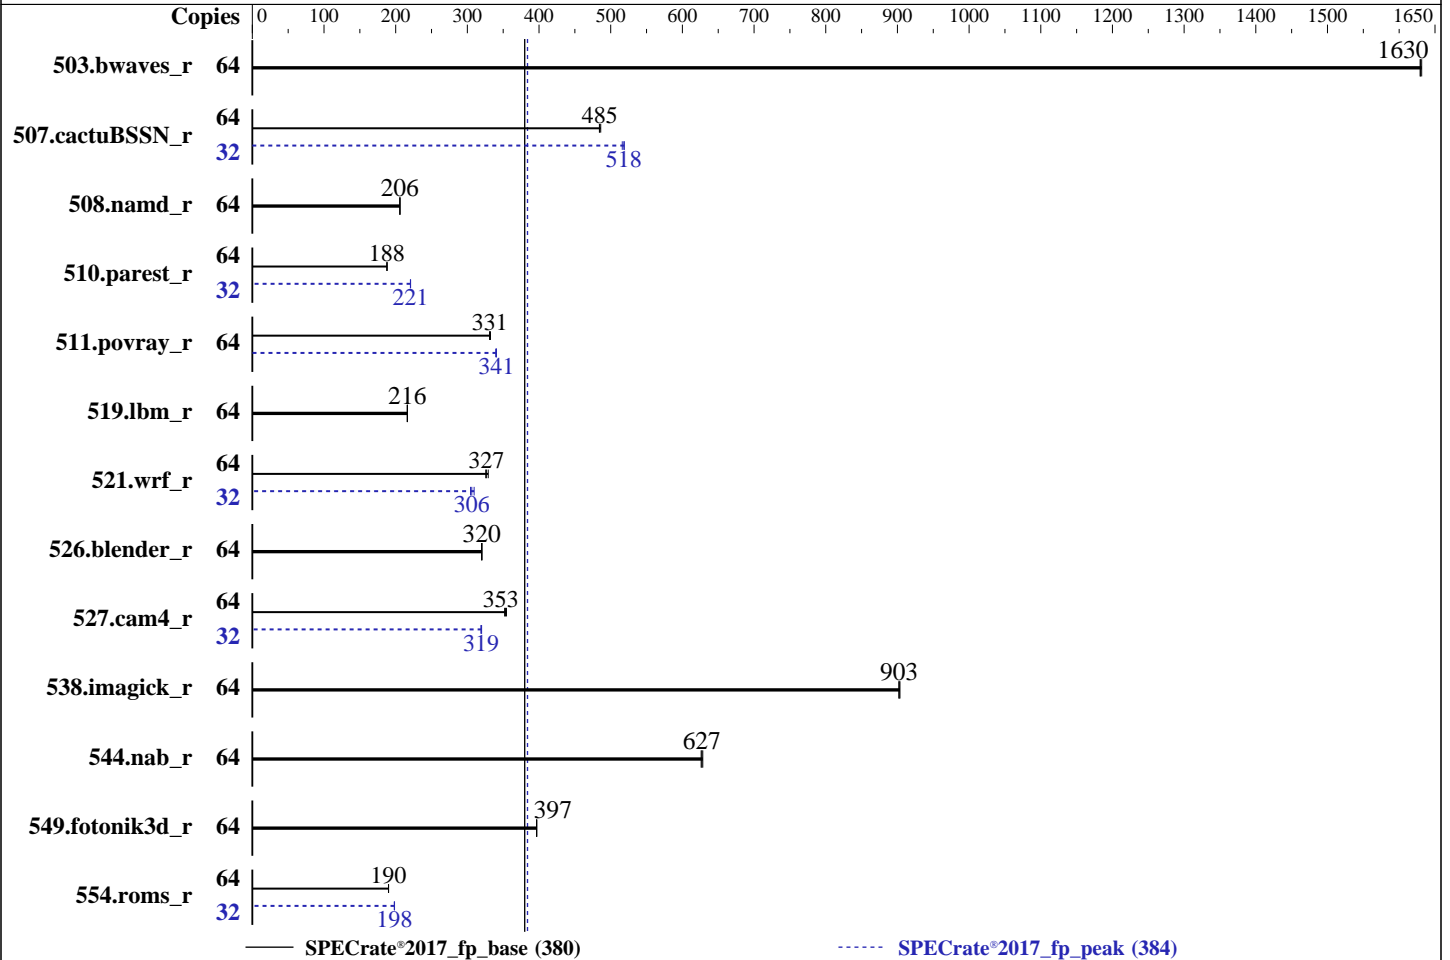 Copies 0 100 200 300 400 500 600 700 800 900 1000 1100 1200 1300 1400 1500 1650
503.bwaves_r 64 1630
507.cactuBSSN_r 64 485
32 518
508.namd_r 64 206
510.parest_r 64 188
32 221
511.povray_r 64 331
341
519.lbm_r 64 216
521.wrf_r 64 327
32 306
526.blender_r 64 320
527.cam4_r 64 353
32 319
538.imagick_r 64 903
544.nab_r 64 627
549.fotonik3d_r 64 397
554.roms_r 64 190
32 198
SPECrate®2017_fp_base (380) SPECrate®2017_fp_peak (384)